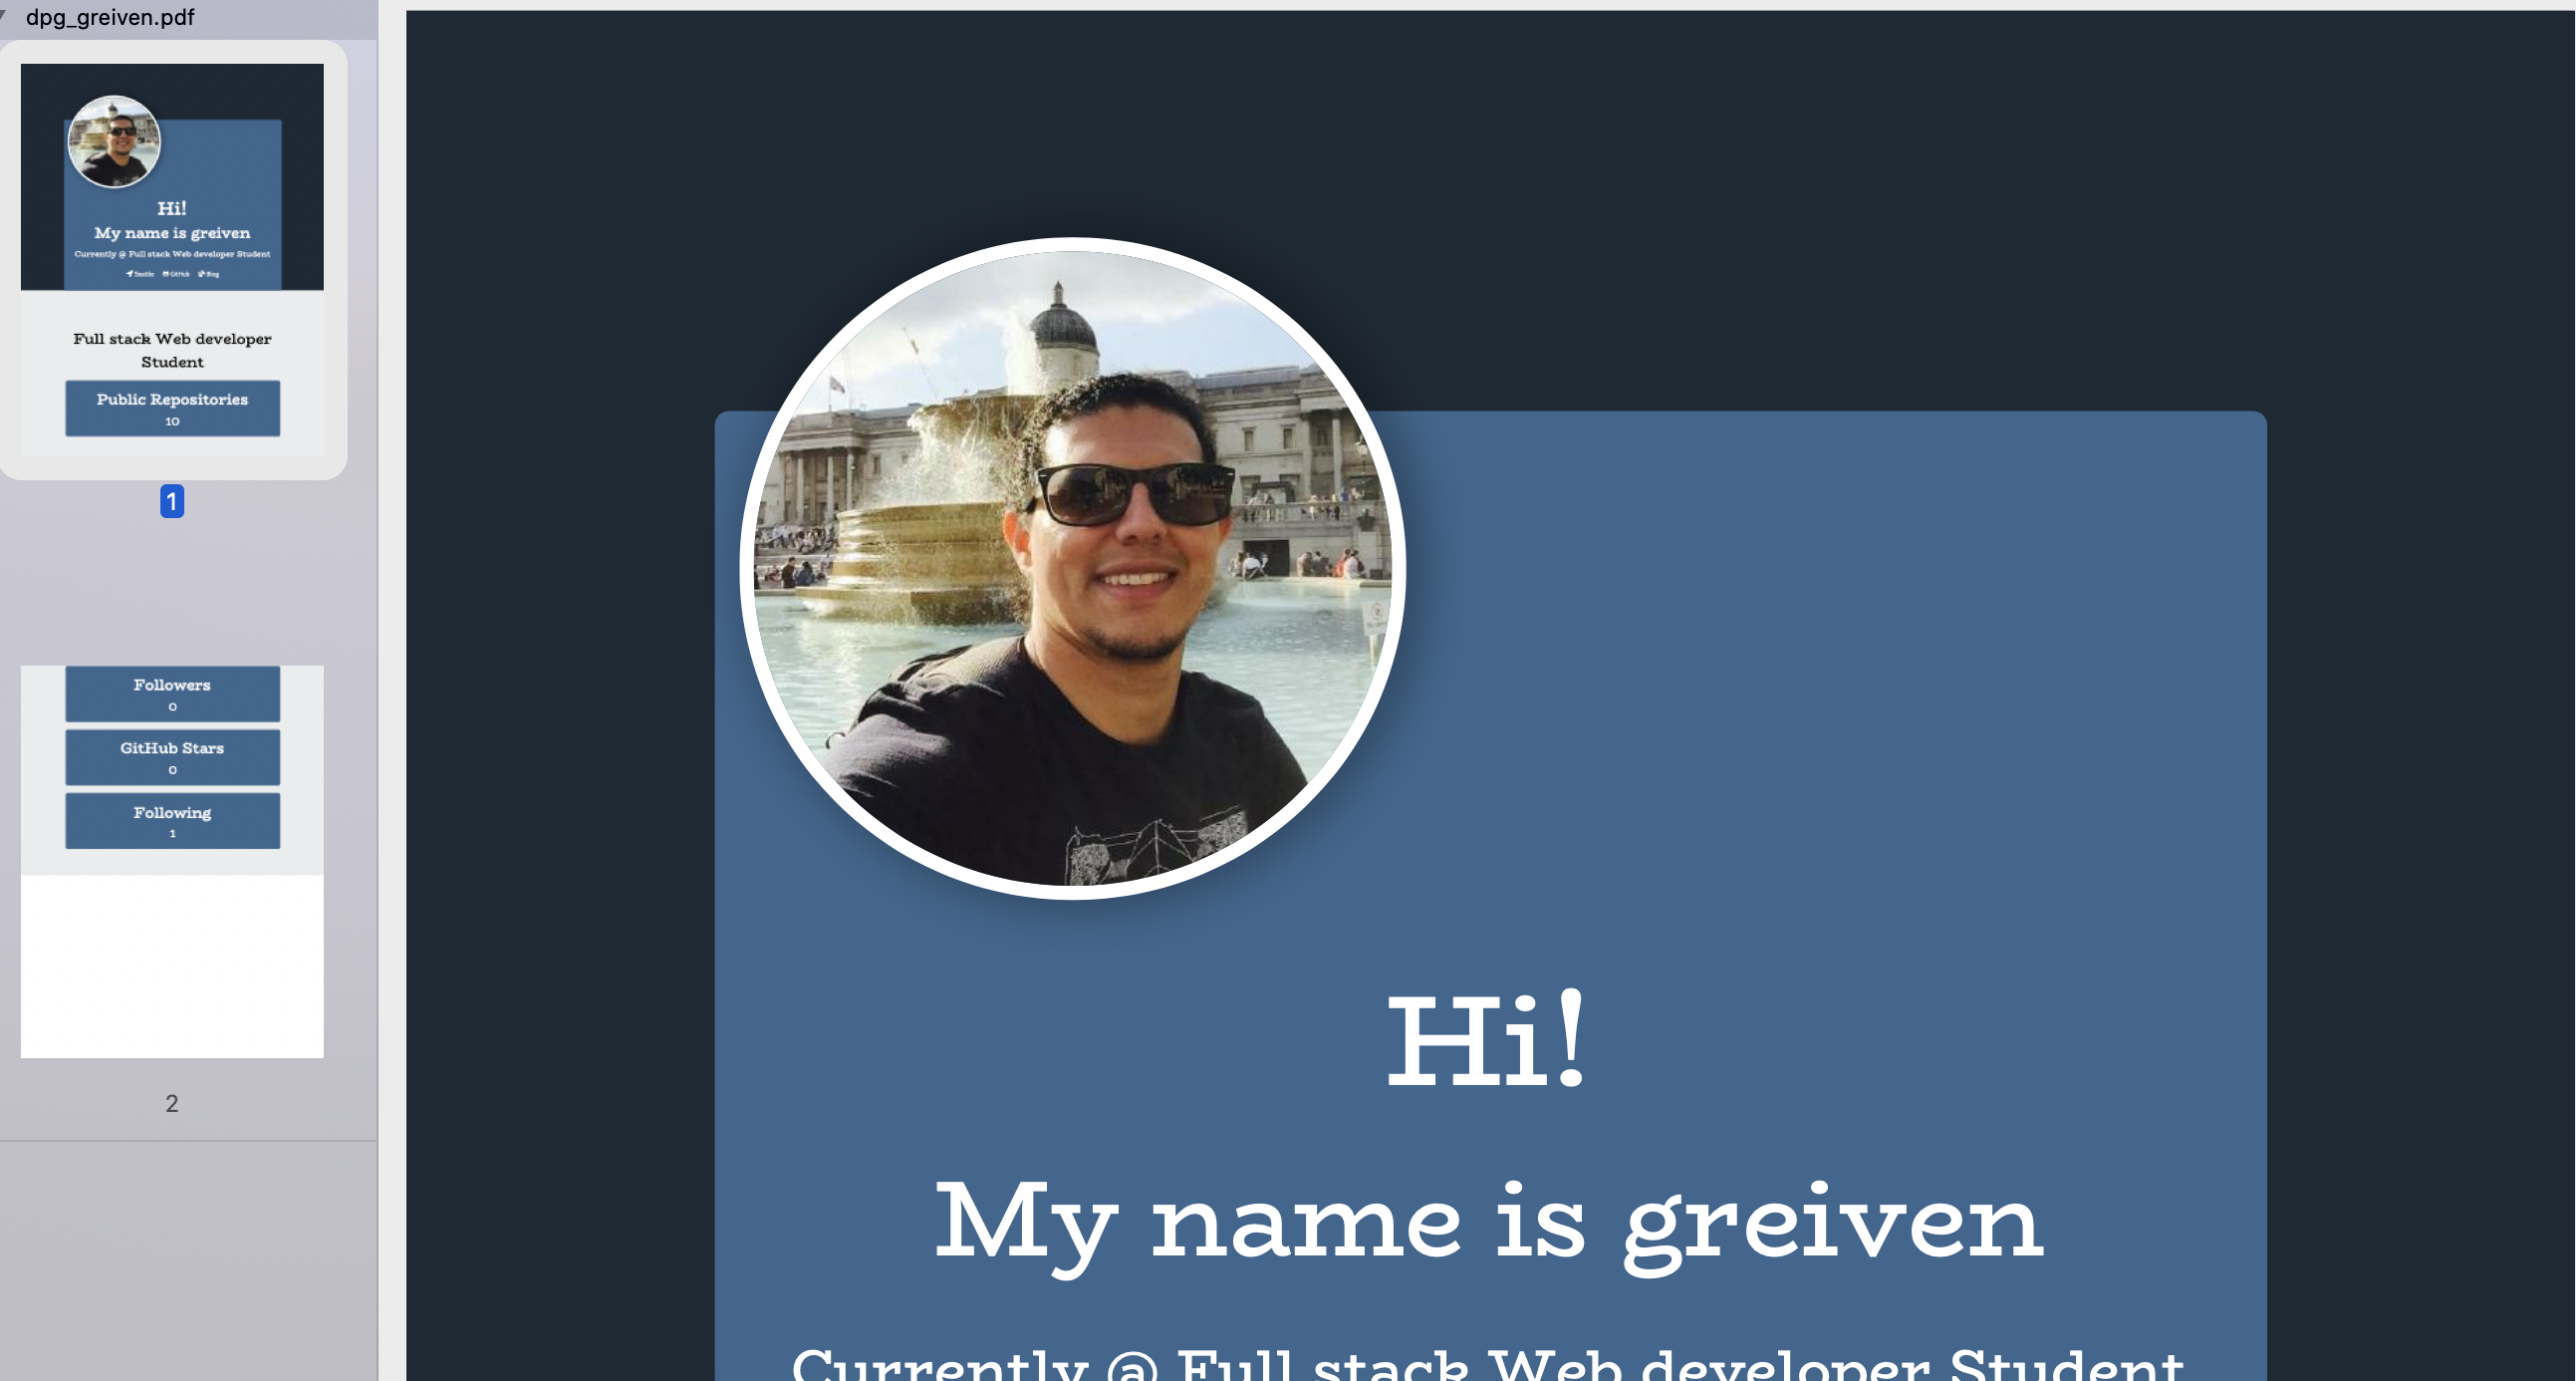 dpg_greiven.pdf
Hi!
My name is greiven
Currently @ Full stack Web developer Student
Seattle GitHub Blog
Full stack Web developer
Student
Public Repositories
10
1
Followers
0
GitHub Stars
0
Following
1
2
Hi!
My name is greiven
Currently @ Full stack Web developer Student